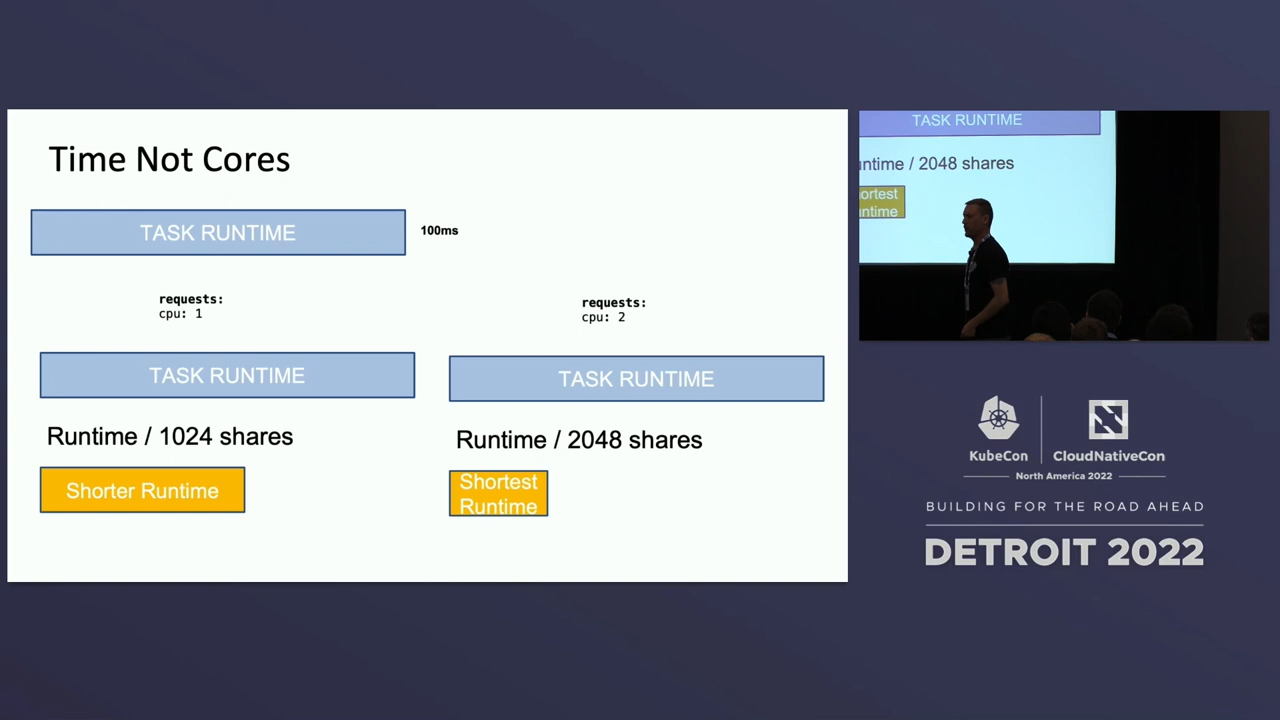 Time Not Cores
TASK RUNTIME
100ms
requests:
cpu: 1
requests:
cpu: 2
TASK RUNTIME
TASK RUNTIME
Runtime / 1024 shares
Runtime / 2048 shares
Shorter Runtime
Shortest
Runtime
TASK RUNTIME
untime / 2048 shares
ortest
untime
KubeCon
CloudNativeCon
North America 2022
BUILDING FOR THE ROAD AHEAD
DETROIT 2022